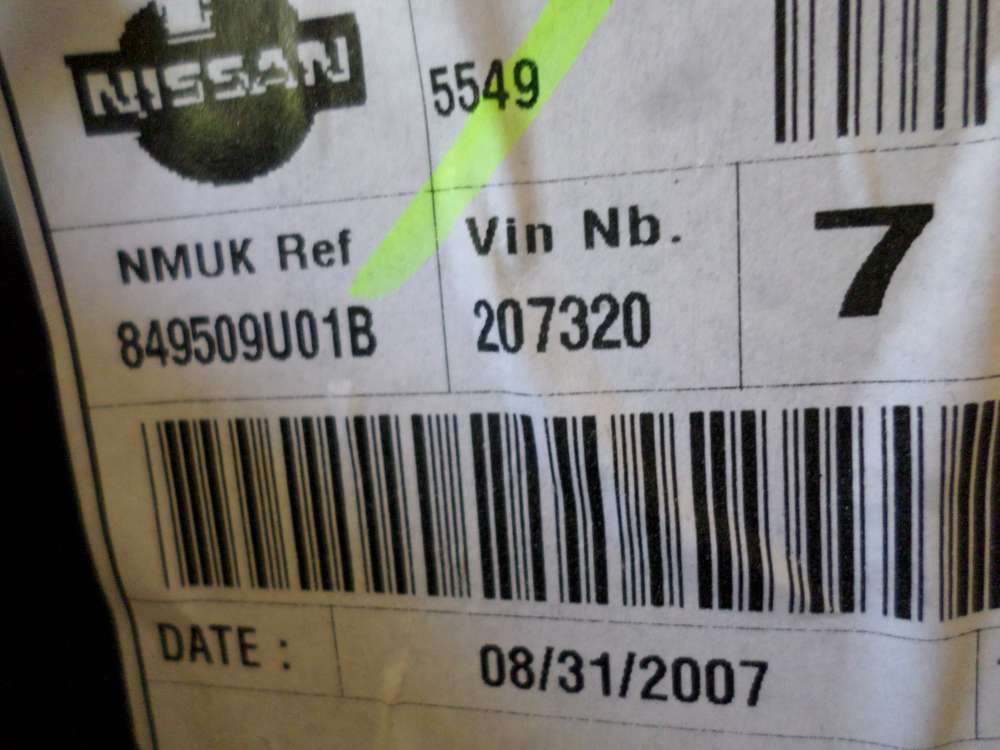 NISSAN
5549
NMUK Ref
849509U01B
Vin Nb.
207320
7
DATE :
08/31/2007